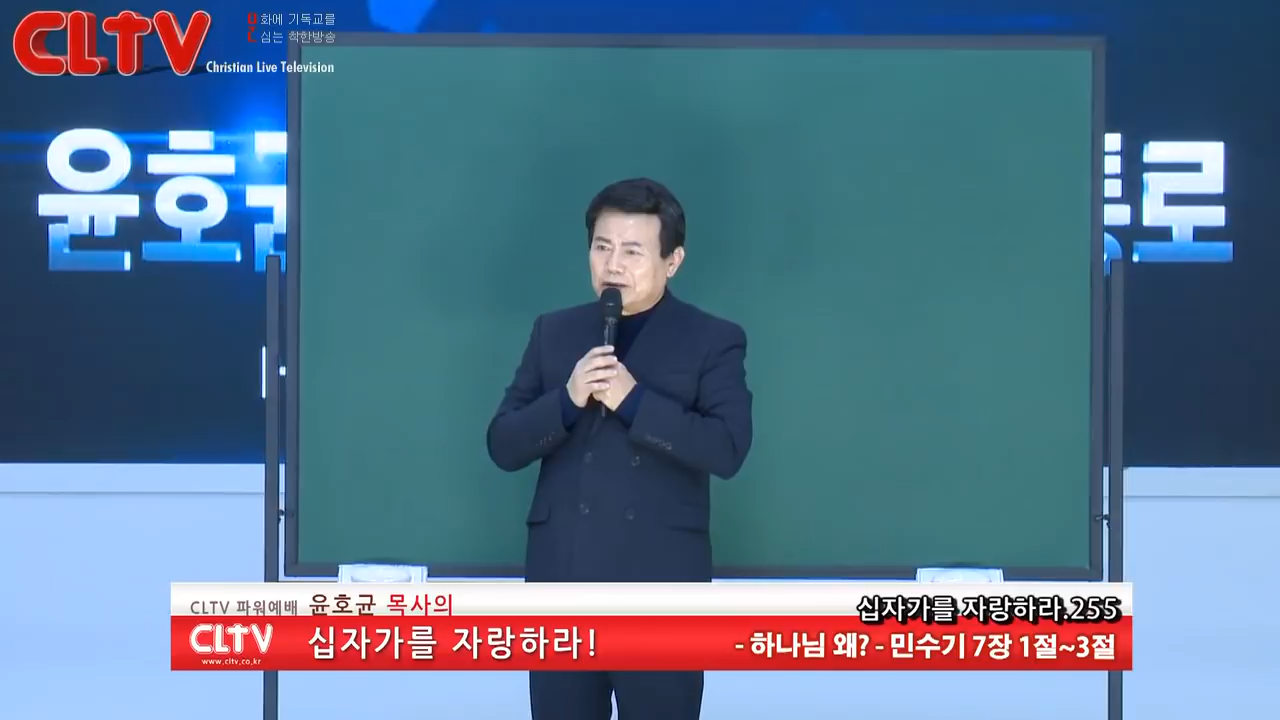 CLTV
화에 기독교를
심는 착한방송
Christian Live Television
윤호
로
CLTV 파워예배 윤호균 목사의
십자가를 자랑하라.255
CLTV
www.cltv.co.kr
십자가를 자랑하라!
- 하나님 왜? - 민수기 7장 1절~3절